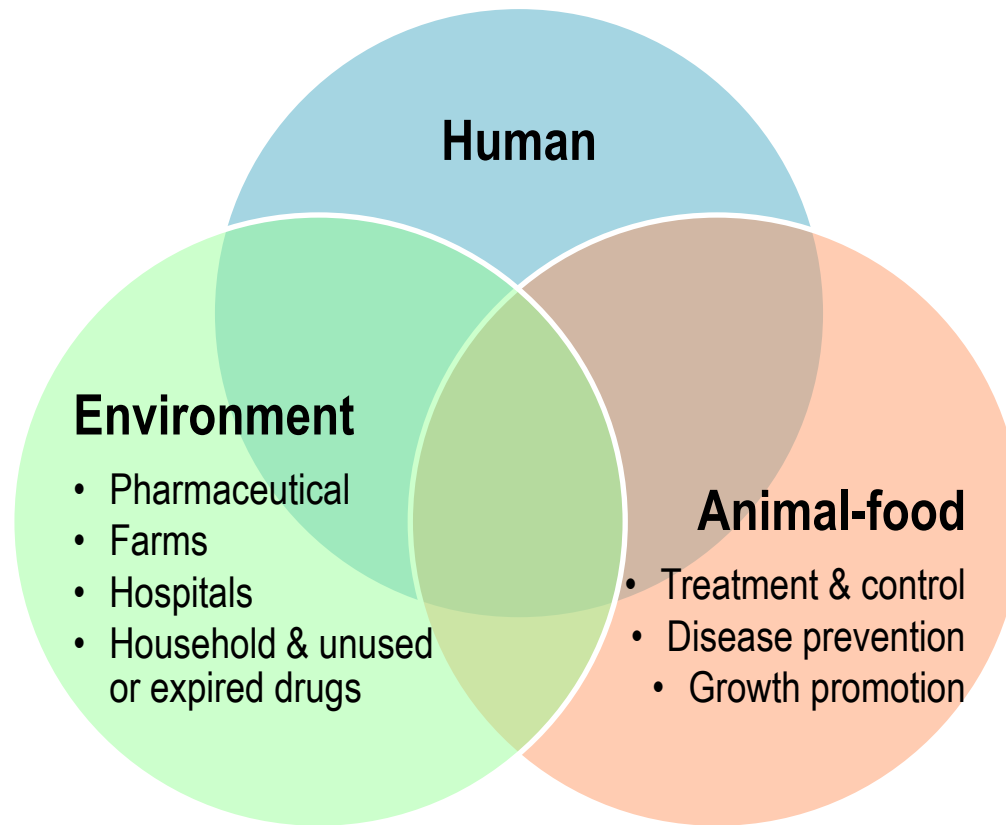 Human
Environment
• Pharmaceutical
• Farms
• Hospitals
• Household & unused
or expired drugs
Animal-food
• Treatment & control
• Disease prevention
• Growth promotion